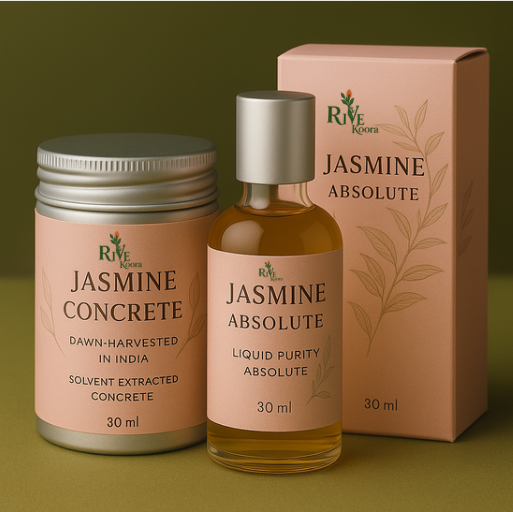 RIVE
Koora
JASMINE
CONCRETE
DAWN-HARVESTED
IN INDIA
SOLVENT EXTRACTED
CONCRETE
30 ml
RIVE
Koora
JASMINE
ABSOLUTE
LIQUID PURITY
ABSOLUTE
30 ml
RIVE
Koora
JASMINE
ABSOLUTE
30 ml